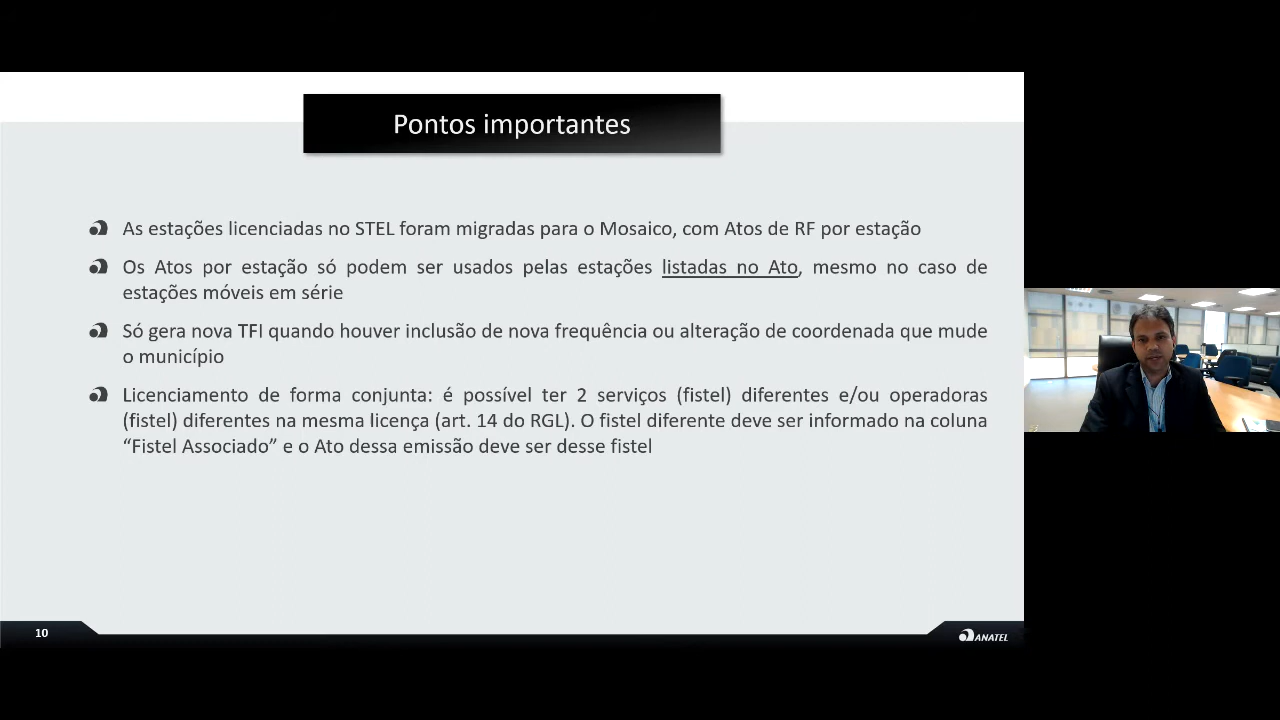 Pontos importantes
As estações licenciadas no STEL foram migradas para o Mosaico, com Atos de RF por estação
Os Atos por estação só podem ser usados pelas estações listadas no Ato, mesmo no caso de
estações móveis em série
Só gera nova TFI quando houver inclusão de nova frequência ou alteração de coordenada que mude
o município
Licenciamento de forma conjunta: é possível ter 2 serviços (fistel) diferentes e/ou operadoras
(fistel) diferentes na mesma licença (art. 14 do RGL). O fistel diferente deve ser informado na coluna
“Fistel Associado” e o Ato dessa emissão deve ser desse fistel
10
ANATEL